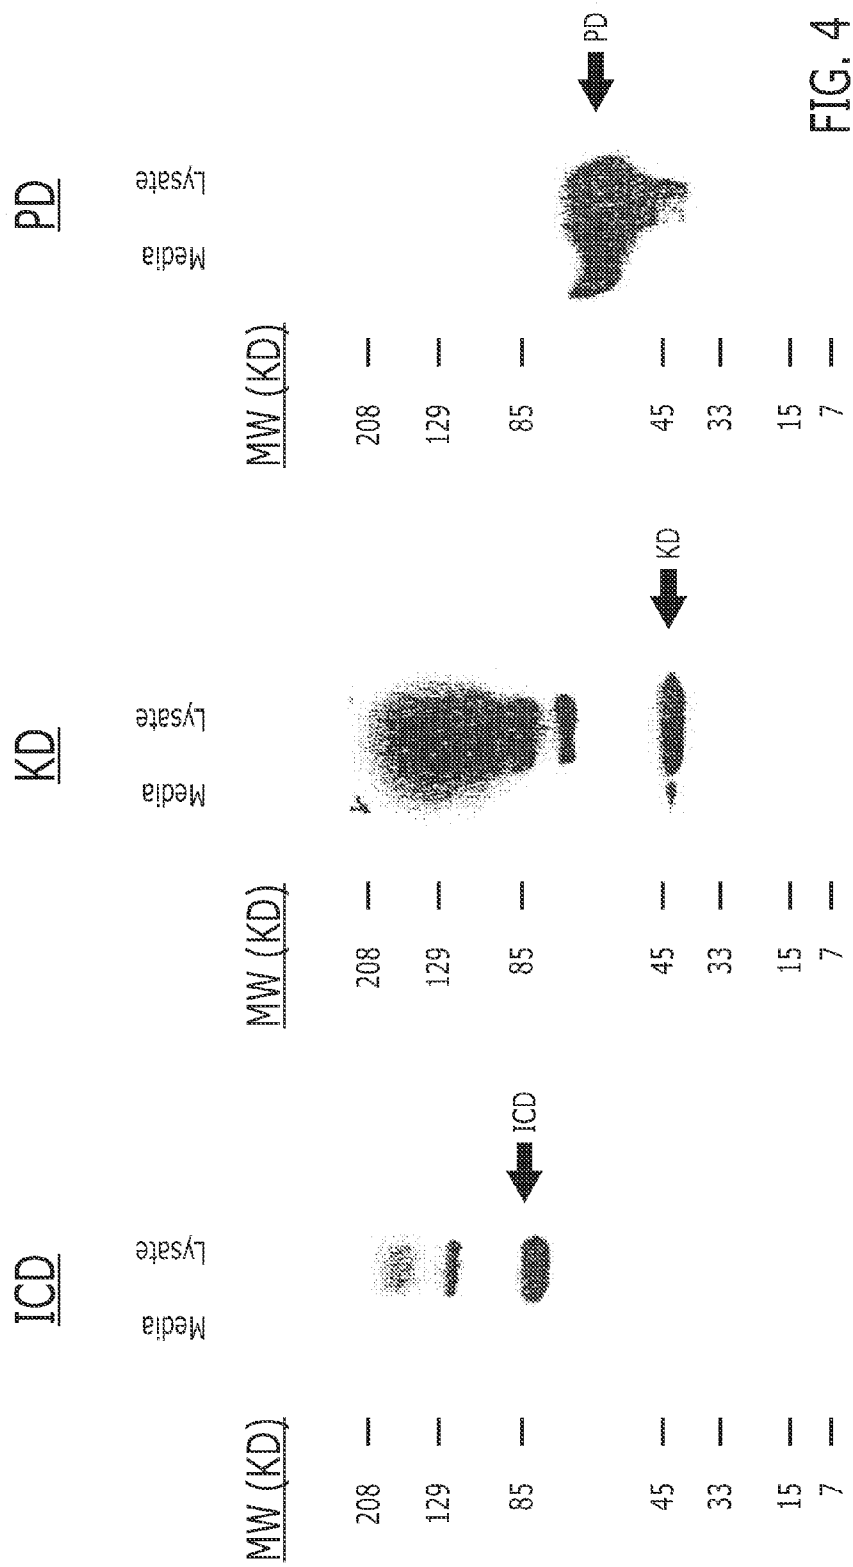 ICD
Media
Lysate
MW (KD)
208
129
85
45
33
15
7
ICD
KD
Media
Lysate
MW (KD)
208
129
85
45
33
15
7
KD
PD
Media
Lysate
MW (KD)
208
129
85
45
33
15
7
PD
FIG. 4